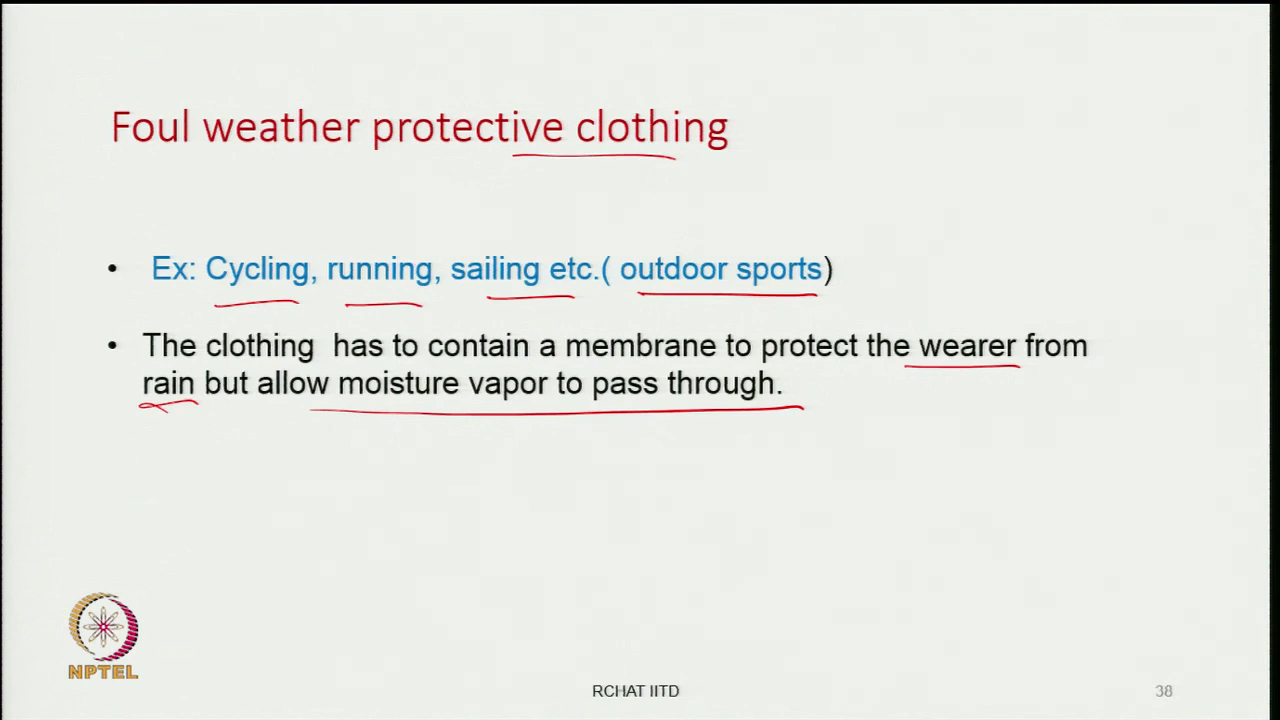 Foul weather protective clothing
• Ex: Cycling, running, sailing etc.( outdoor sports)
• The clothing has to contain a membrane to protect the wearer from
rain but allow moisture vapor to pass through.
NPTEL
RCHAT IITD
38